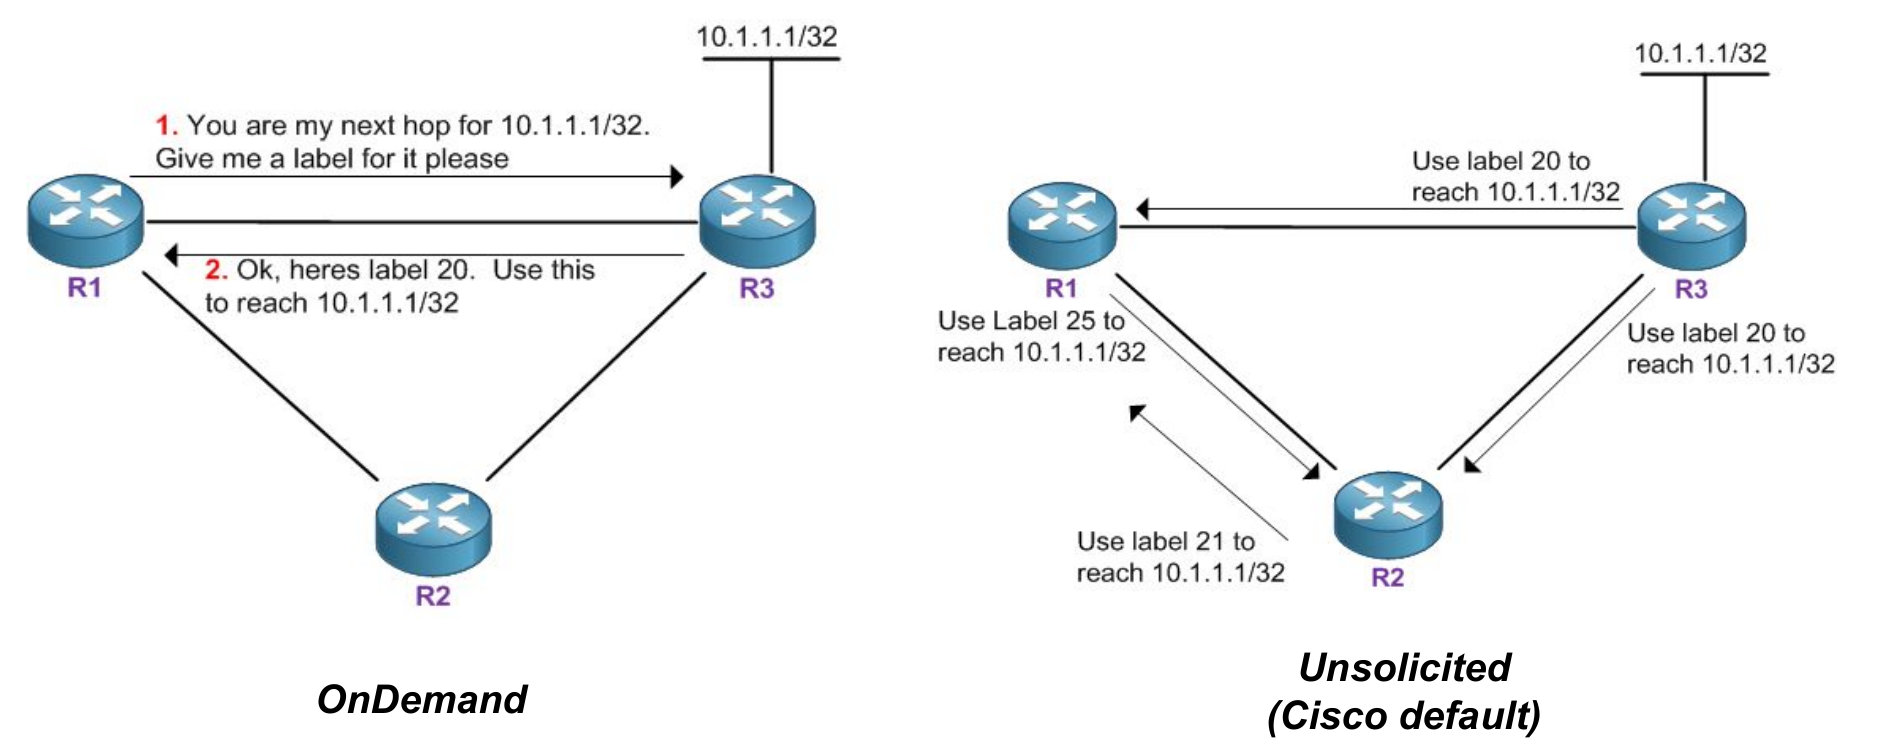 10.1.1.1/32
1. You are my next hop for 10.1.1.1/32.
Give me a label for it please
R1
R3
2. Ok, heres label 20. Use this
to reach 10.1.1.1/32
R2
OnDemand
10.1.1.1/32
Use label 20 to
reach 10.1.1.1/32
R1
R3
Use Label 25 to
reach 10.1.1.1/32
Use label 20 to
reach 10.1.1.1/32
Use label 21 to
reach 10.1.1.1/32
R2
Unsolicited
(Cisco default)